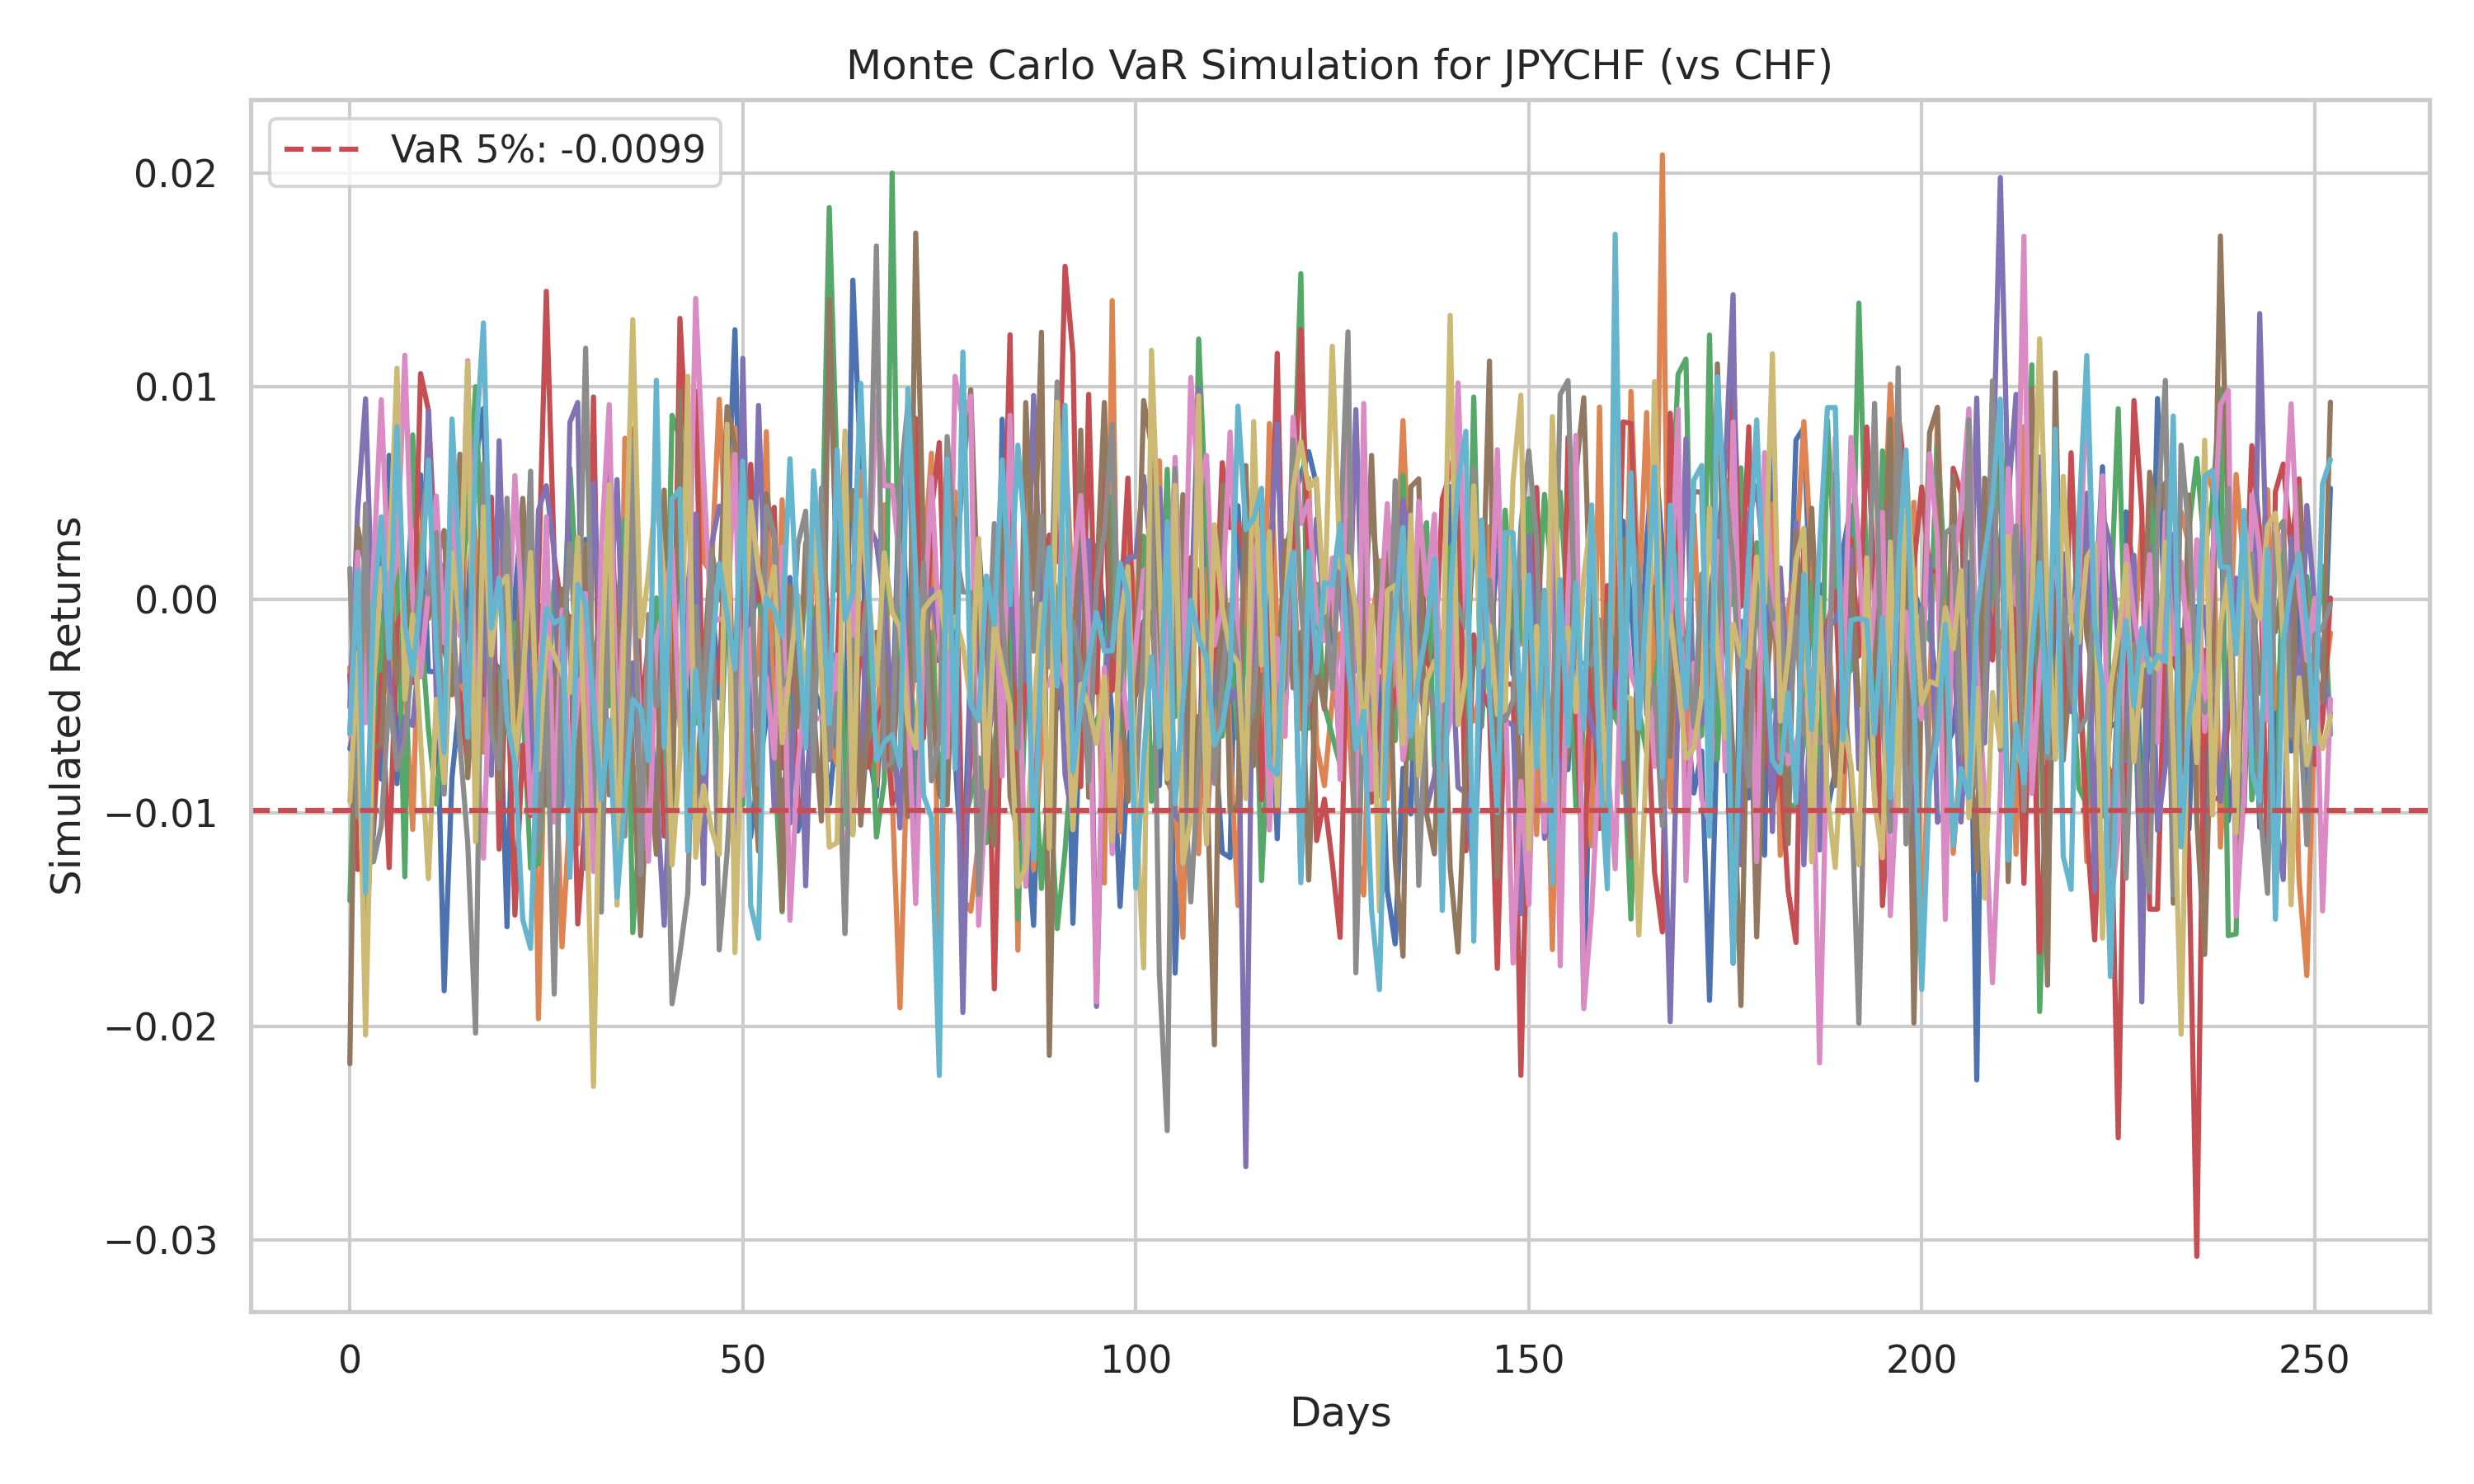 Monte Carlo VaR Simulation for JPYCHF (vs CHF)
VaR 5%: -0.0099
0.02
0.01
0.00
−0.01
−0.02
−0.03
Simulated Returns
0 50 100 150 200 250
Days